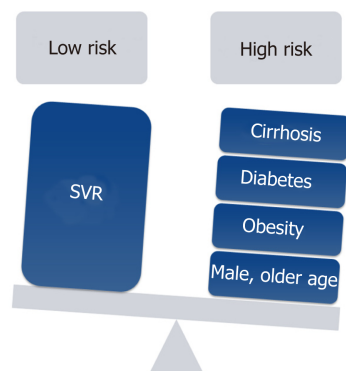 Low risk
High risk
SVR
Cirrhosis
Diabetes
Obesity
Male, older age